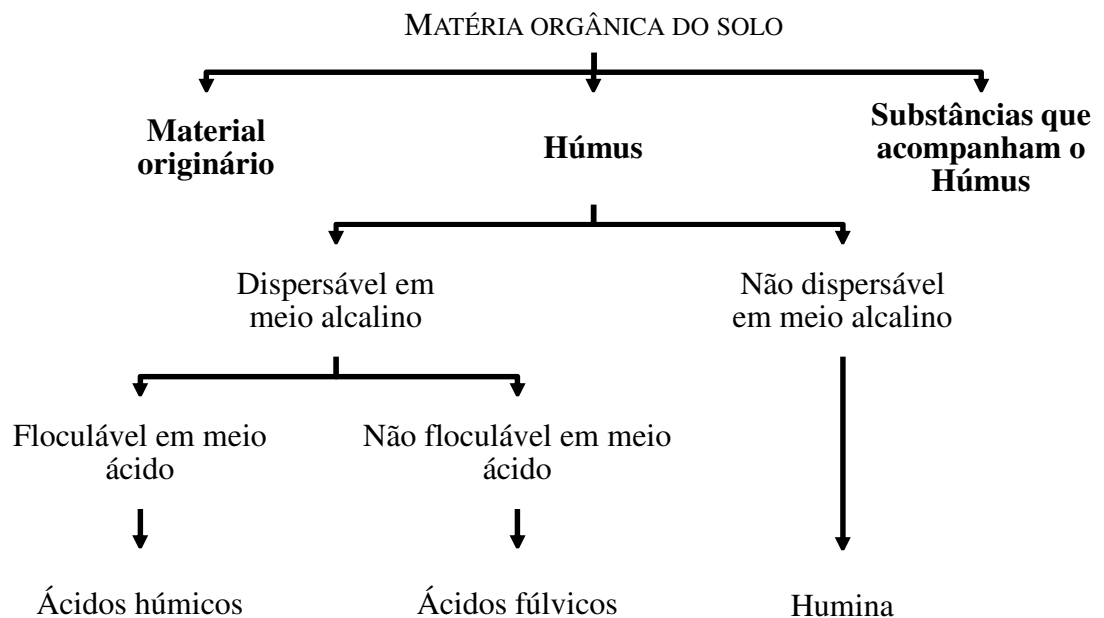 MATÉRIA ORGÂNICA DO SOLO
Material
originário
Húmus
Substâncias que
acompanham o
Húmus
Dispersável em
meio alcalino
Não dispersável
em meio alcalino
Floculável em meio
ácido
Não floculável em meio
ácido
Ácidos húmicos
Ácidos fúlvicos
Humina